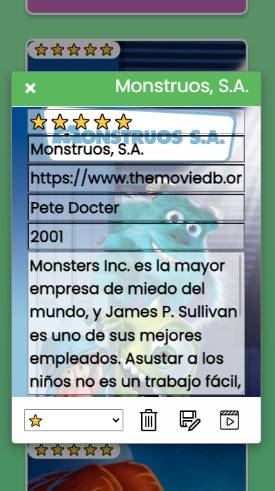 Monstruos, S.A.
MONSTRUOS S.A.
Monstruos, S.A.
https://www.themoviedb.or
Pete Docter
2001
Monsters Inc. es la mayor
empresa de miedo del
mundo, y James P. Sullivan
es uno de sus mejores
empleados. Asustar a los
niños no es un trabajo fácil,